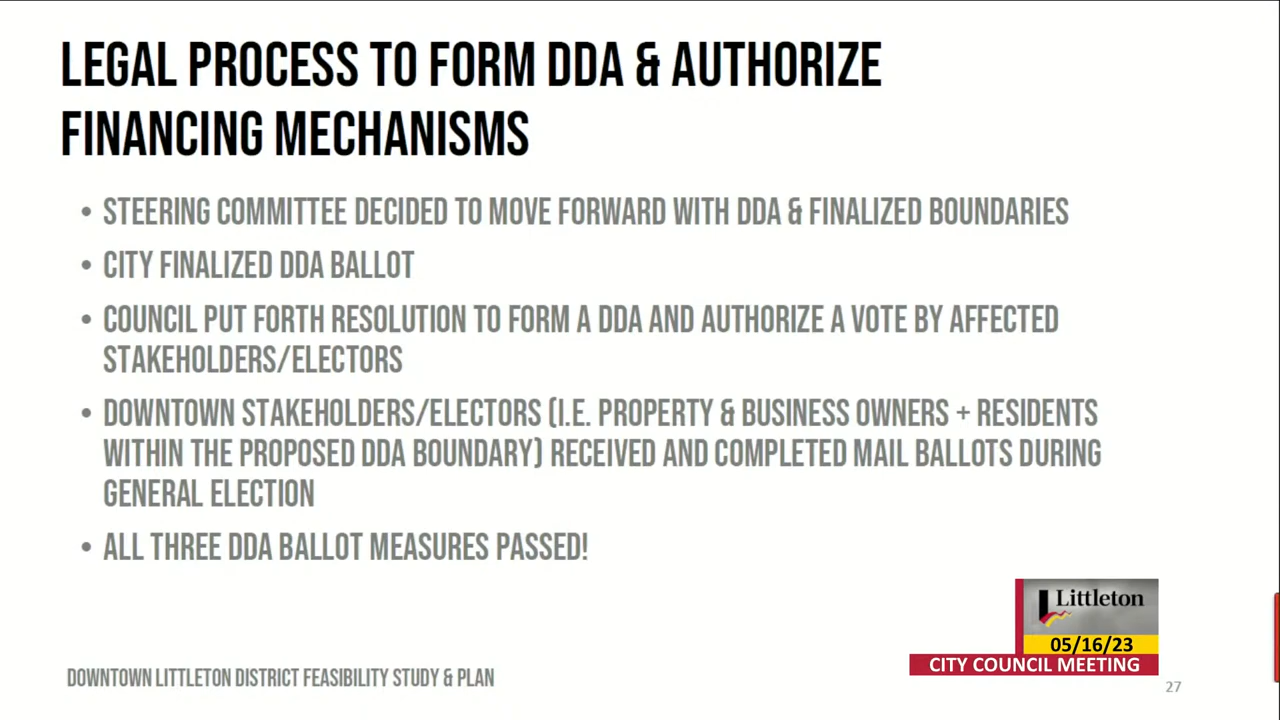 LEGAL PROCESS TO FORM DDA & AUTHORIZE
FINANCING MECHANISMS
• STEERING COMMITTEE DECIDED TO MOVE FORWARD WITH DDA & FINALIZED BOUNDARIES
• CITY FINALIZED DDA BALLOT
• COUNCIL PUT FORTH RESOLUTION TO FORM A DDA AND AUTHORIZE A VOTE BY AFFECTED
STAKEHOLDERS/ELECTORS
• DOWNTOWN STAKEHOLDERS/ELECTORS (I.E. PROPERTY & BUSINESS OWNERS + RESIDENTS
WITHIN THE PROPOSED DDA BOUNDARY) RECEIVED AND COMPLETED MAIL BALLOTS DURING
GENERAL ELECTION
• ALL THREE DDA BALLOT MEASURES PASSED!
Littleton
05/16/23
CITY COUNCIL MEETING
DOWNTOWN LITTLETON DISTRICT FEASIBILITY STUDY & PLAN
27